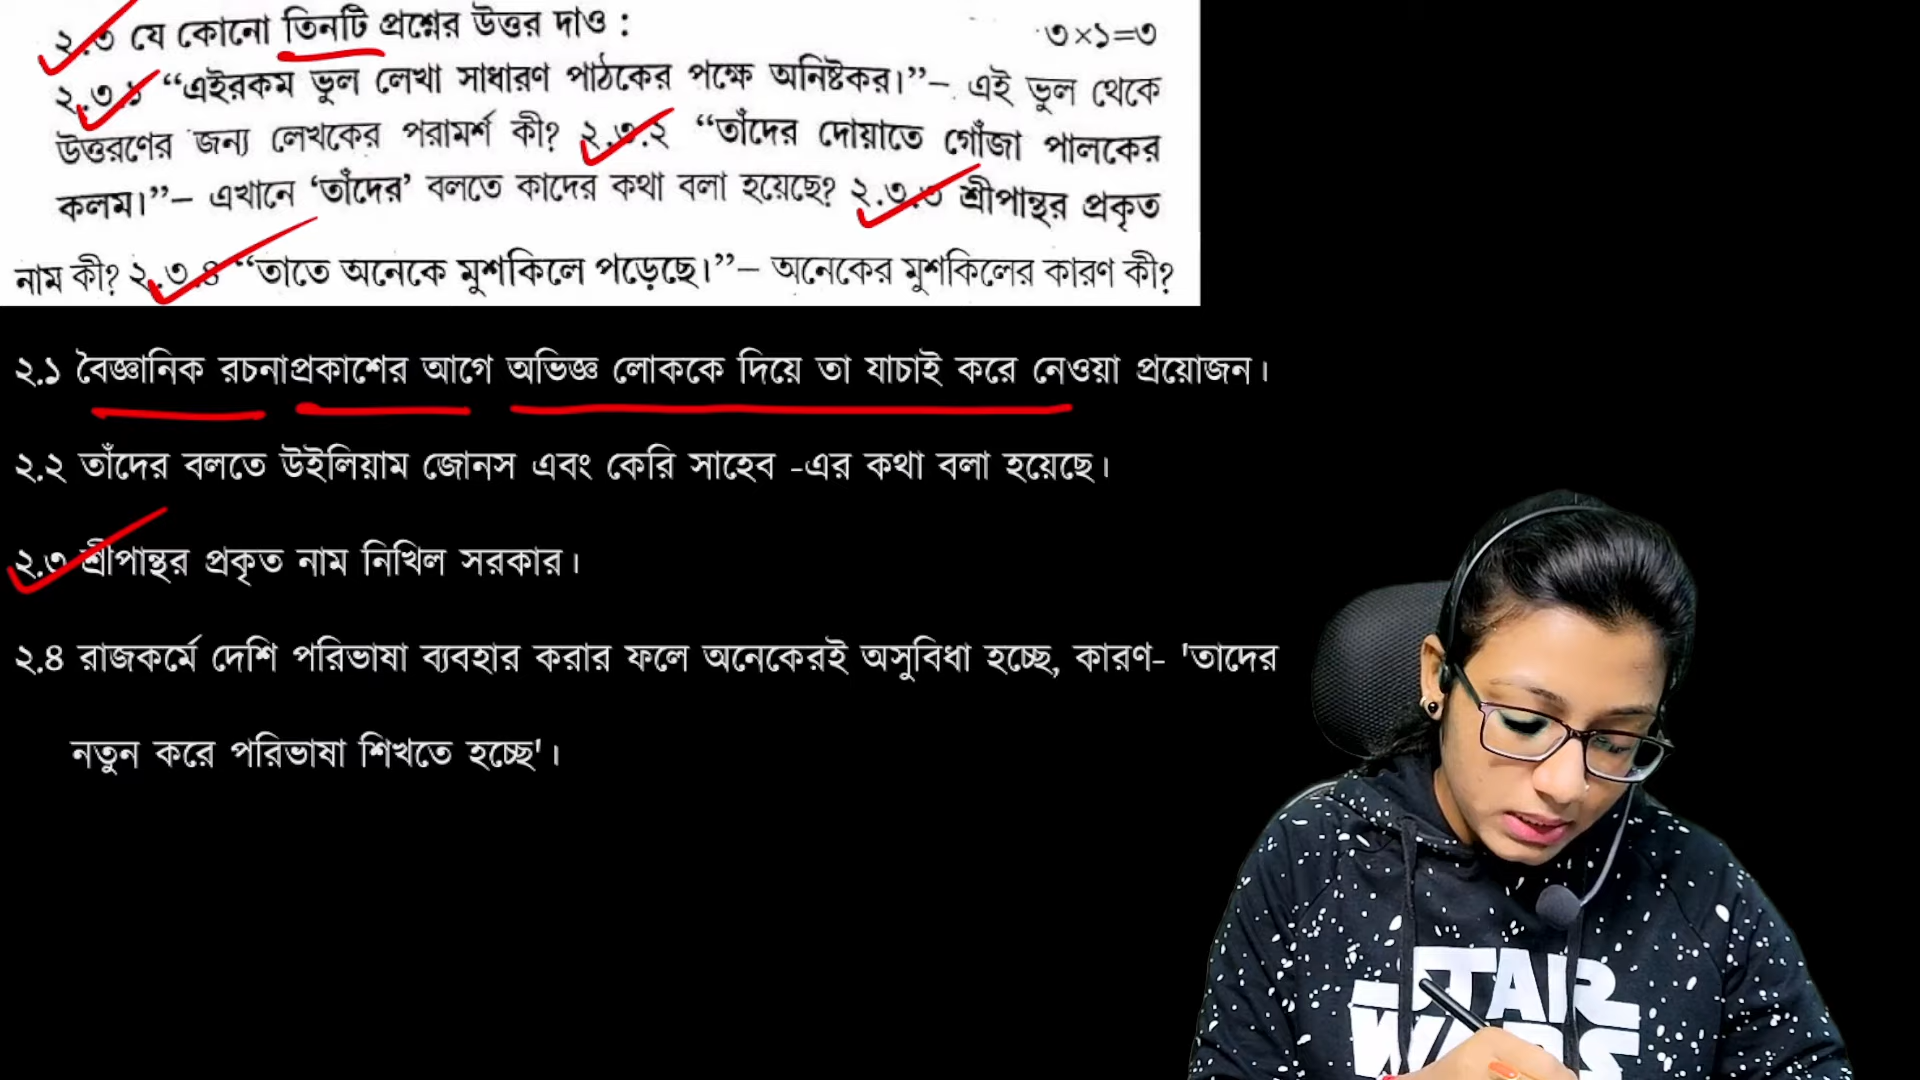 ২.৩ যে কোনো তিনটি প্রশ্নের উত্তর দাও : ৩×১=৩
২.৩.১ “এইরকম ভুল লেখা সাধারণ পাঠকের পক্ষে অনিষ্টকর।”– এই ভুল থেকে
উত্তরণের জন্য লেখকের পরামর্শ কী? ২.৩.২ “তাঁদের দোয়াতে গোঁজা পালকের
কলম।”– এখানে ‘তাঁদের’ বলতে কাদের কথা বলা হয়েছে? ২.৩.৩ শ্রীপান্থর প্রকৃত
নাম কী? ২.৩.৪ “তাতে অনেকে মুশকিলে পড়েছে।”– অনেকের মুশকিলের কারণ কী?
২.১ বৈজ্ঞানিক রচনাপ্রকাশের আগে অভিজ্ঞ লোককে দিয়ে তা যাচাই করে নেওয়া প্রয়োজন।
২.২ তাঁদের বলতে উইলিয়াম জোনস এবং কেরি সাহেব -এর কথা বলা হয়েছে।
২.৩ শ্রীপান্থর প্রকৃত নাম নিখিল সরকার।
২.৪ রাজকর্মে দেশি পরিভাষা ব্যবহার করার ফলে অনেকেরই অসুবিধা হচ্ছে, কারণ- 'তাদের
নতুন করে পরিভাষা শিখতে হচ্ছে'।
STAR
WARS